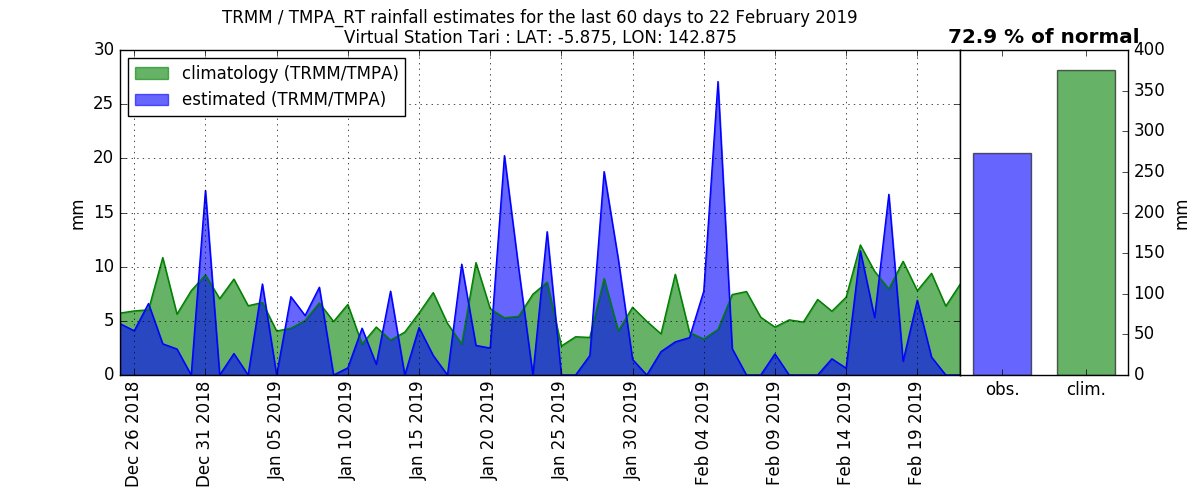 TRMM / TMPA_RT rainfall estimates for the last 60 days to 22 February 2019
Virtual Station Tari : LAT: -5.875, LON: 142.875
72.9 % of normal
climatology (TRMM/TMPA)
estimated (TRMM/TMPA)
30
25
20
15
10
5
0
mm
400
350
300
250
200
150
100
50
0
mm
Dec 26 2018
Dec 31 2018
Jan 05 2019
Jan 10 2019
Jan 15 2019
Jan 20 2019
Jan 25 2019
Jan 30 2019
Feb 04 2019
Feb 09 2019
Feb 14 2019
Feb 19 2019
obs.
clim.